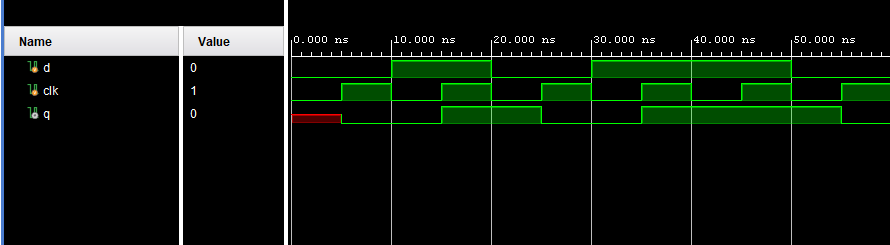 Name Value
0.000 ns 10.000 ns 20.000 ns 30.000 ns 40.000 ns 50.000 ns
d 0
clk 1
q 0